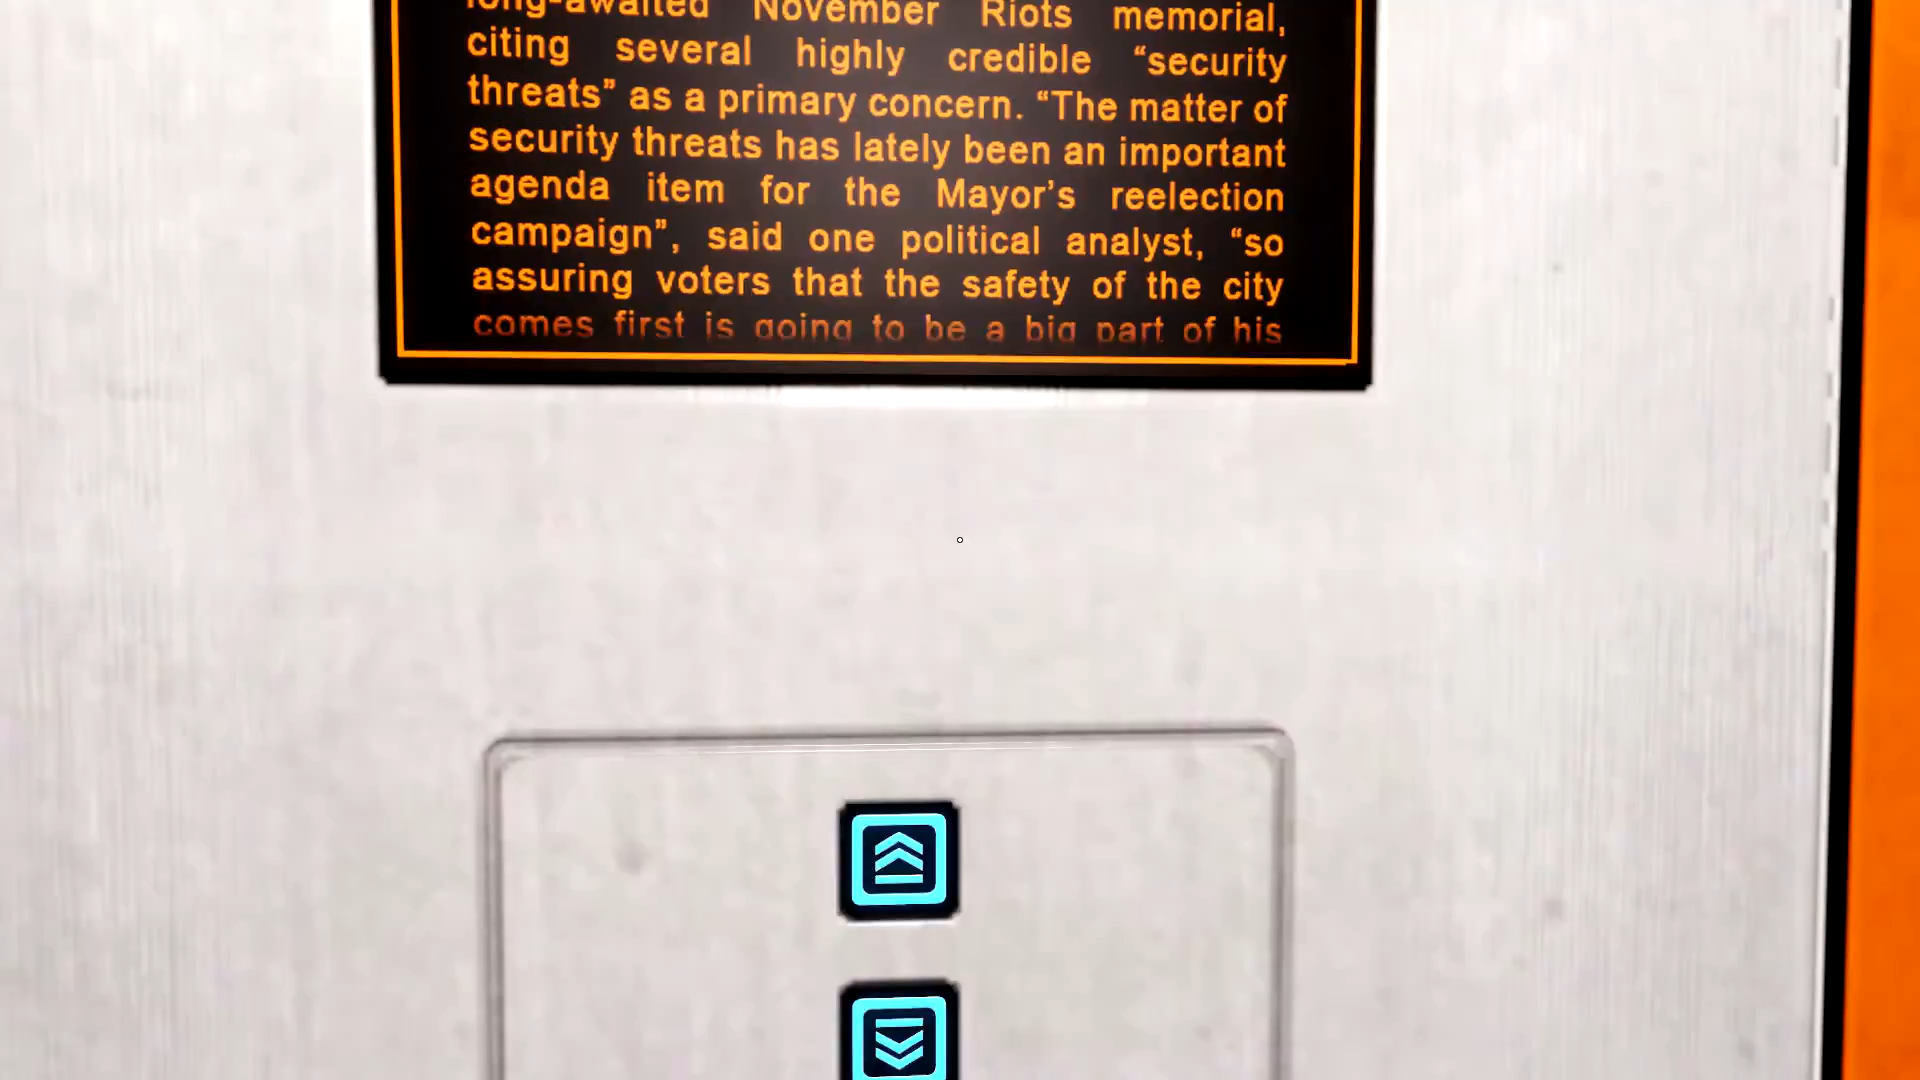 long-awaited November Riots memorial,
citing several highly credible “security
threats” as a primary concern. “The matter of
security threats has lately been an important
agenda item for the Mayor’s reelection
campaign”, said one political analyst, “so
assuring voters that the safety of the city
comes first is going to be a big part of his